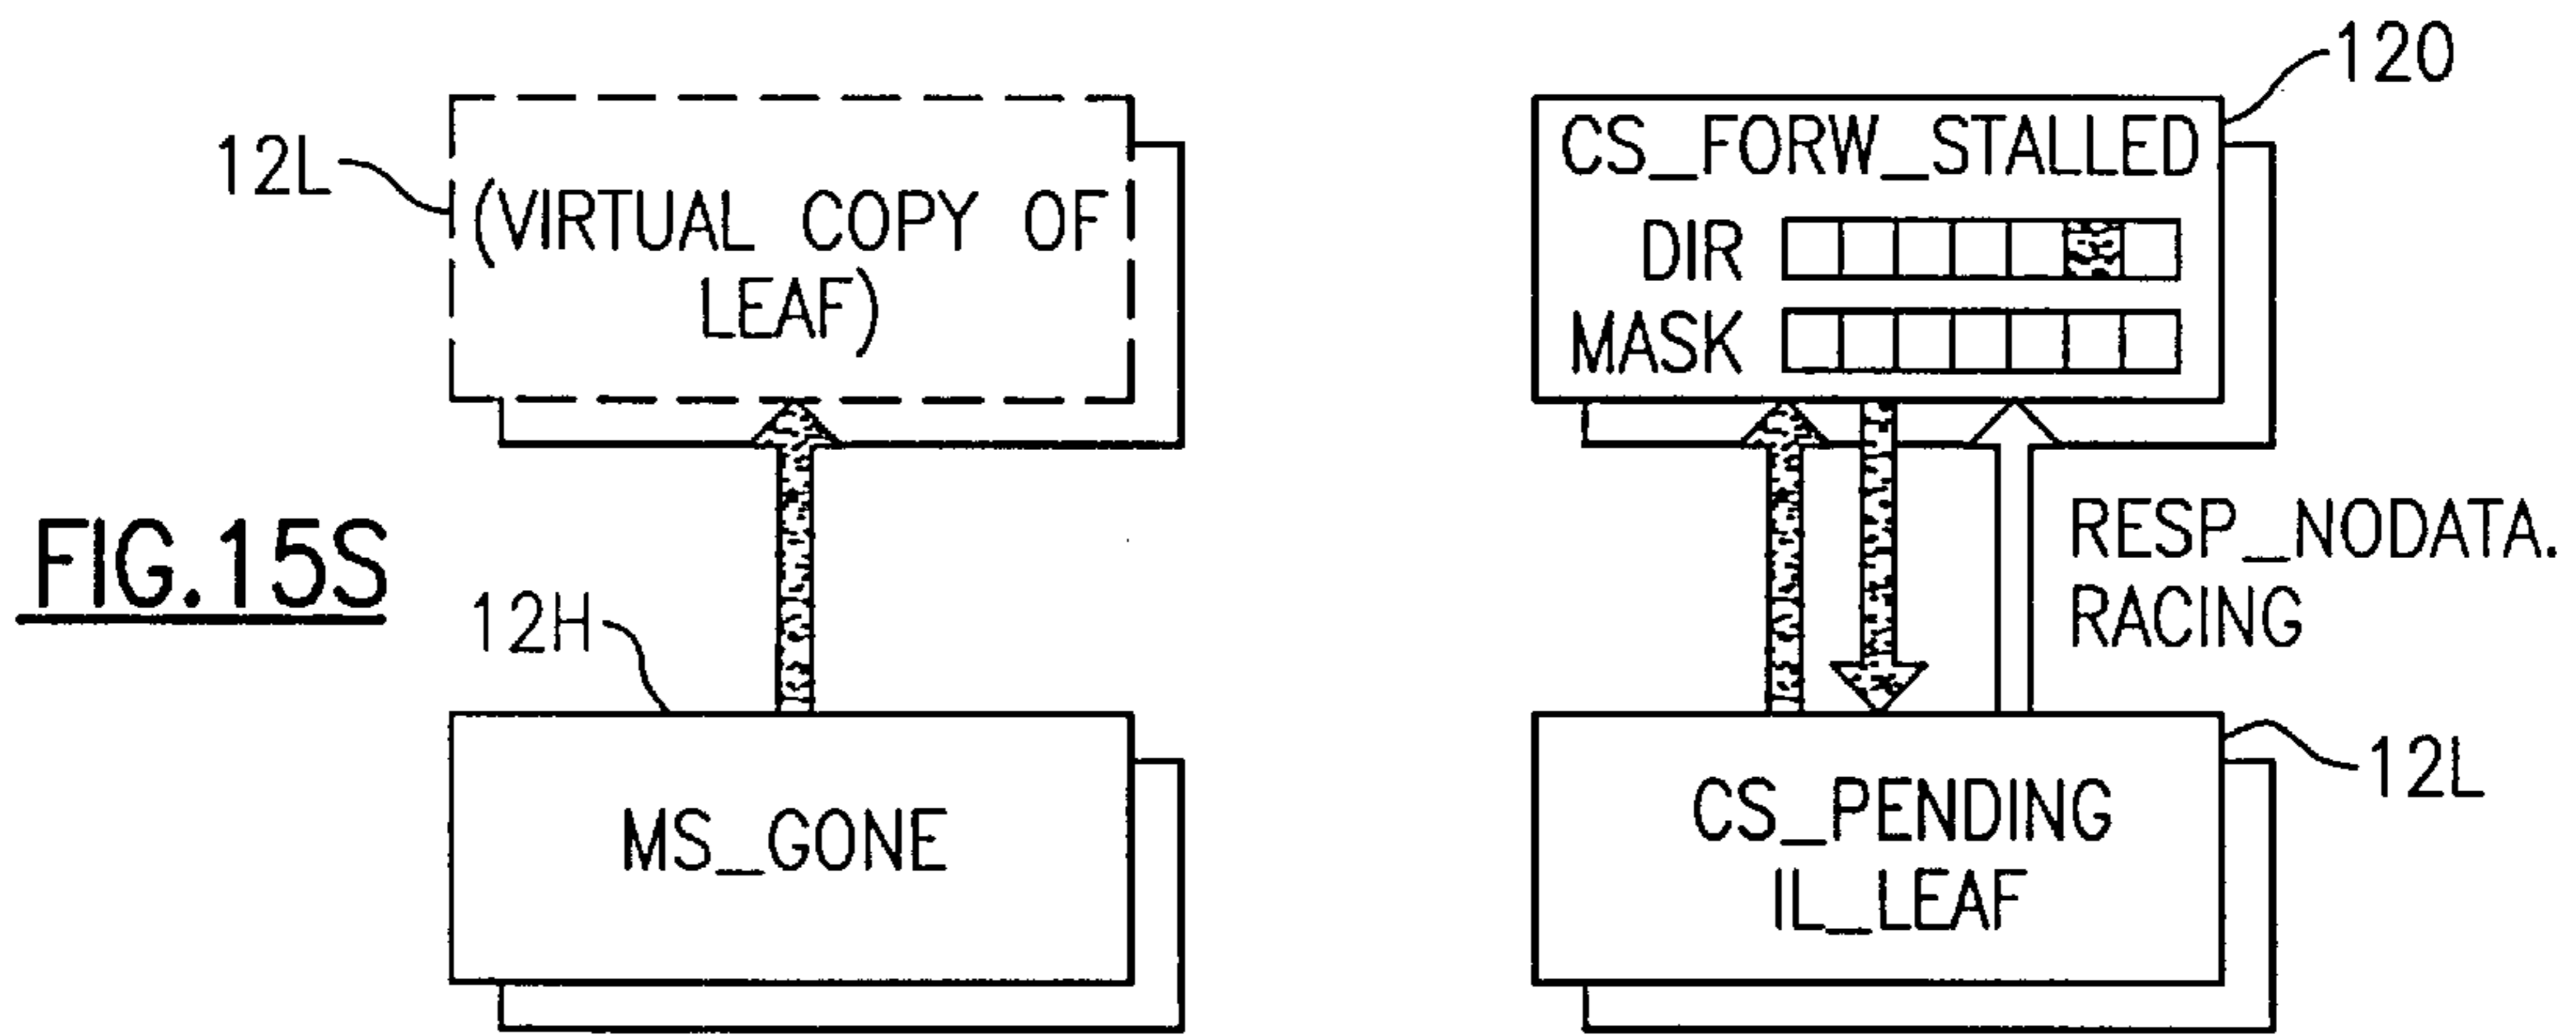 12L
(VIRTUAL COPY OF
LEAF)
120
CS_FORW_STALLED
DIR
MASK
FIG.15S
12H
RESP_NODATA.
RACING
MS_GONE
CS_PENDING
IL_LEAF
12L